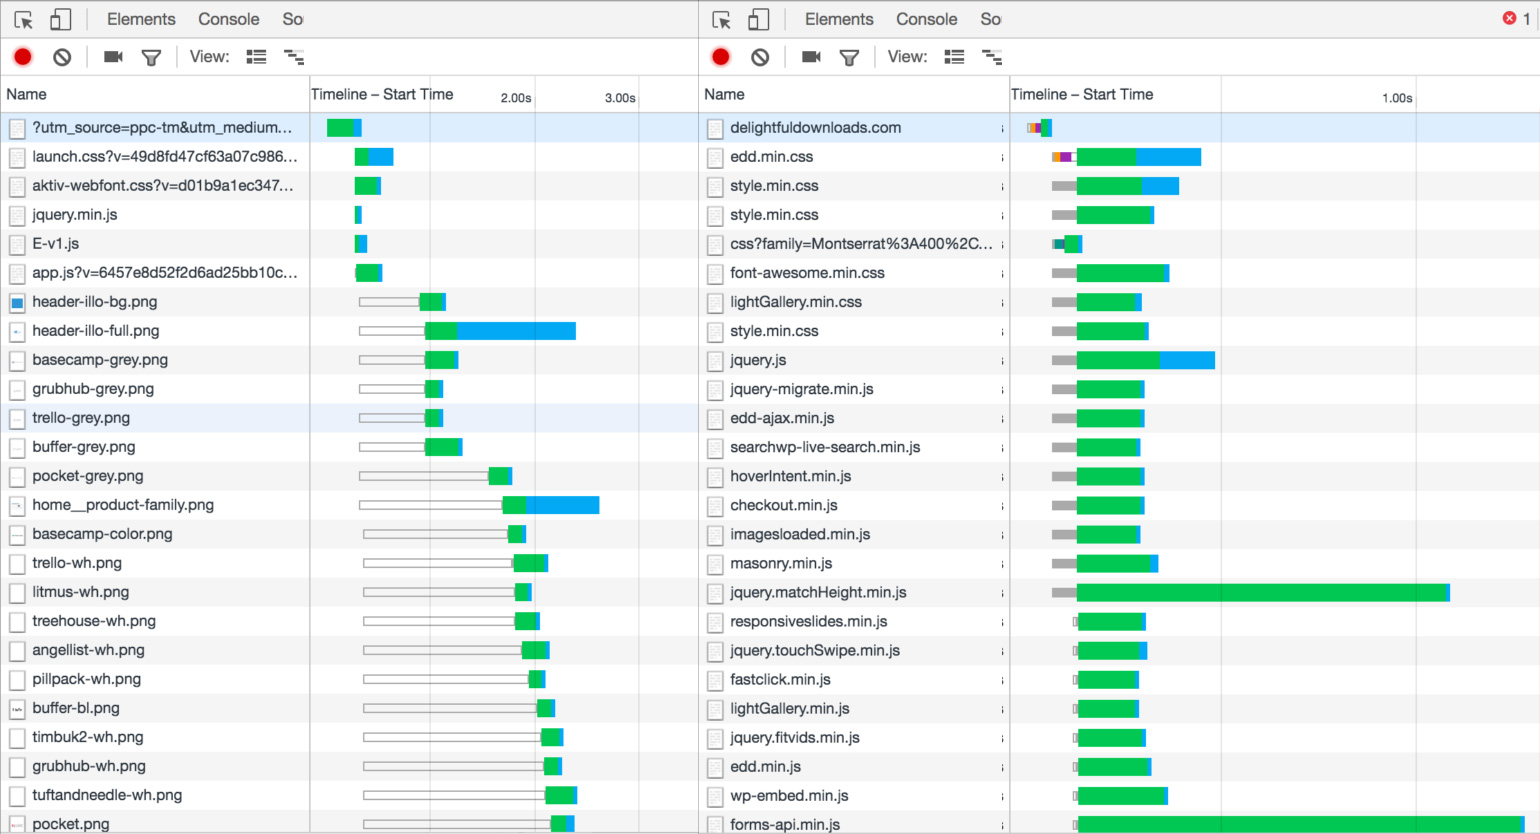 Elements Console So
View:
Name Timeline – Start Time 2.00s 3.00s
?utm_source=ppc-tm&utm_medium...
launch.css?v=49d8fd47cf63a07c986...
aktiv-webfont.css?v=d01b9a1ec347...
jquery.min.js
E-v1.js
app.js?v=6457e8d52f2d6ad25bb10c...
header-illo-bg.png
header-illo-full.png
basecamp-grey.png
grubhub-grey.png
trello-grey.png
buffer-grey.png
pocket-grey.png
home__product-family.png
basecamp-color.png
trello-wh.png
litmus-wh.png
treehouse-wh.png
angellist-wh.png
pillpack-wh.png
buffer-bl.png
timbuk2-wh.png
grubhub-wh.png
tuftandneedle-wh.png
pocket.png
Elements Console So 1
View:
Name Timeline – Start Time 1.00s
delightfuldownloads.com
edd.min.css
style.min.css
style.min.css
css?family=Montserrat%3A400%2C...
font-awesome.min.css
lightGallery.min.css
style.min.css
jquery.js
jquery-migrate.min.js
edd-ajax.min.js
searchwp-live-search.min.js
hoverIntent.min.js
checkout.min.js
imagesloaded.min.js
masonry.min.js
jquery.matchHeight.min.js
responsiveslides.min.js
jquery.touchSwipe.min.js
fastclick.min.js
lightGallery.min.js
jquery.fitvids.min.js
edd.min.js
wp-embed.min.js
forms-api.min.js